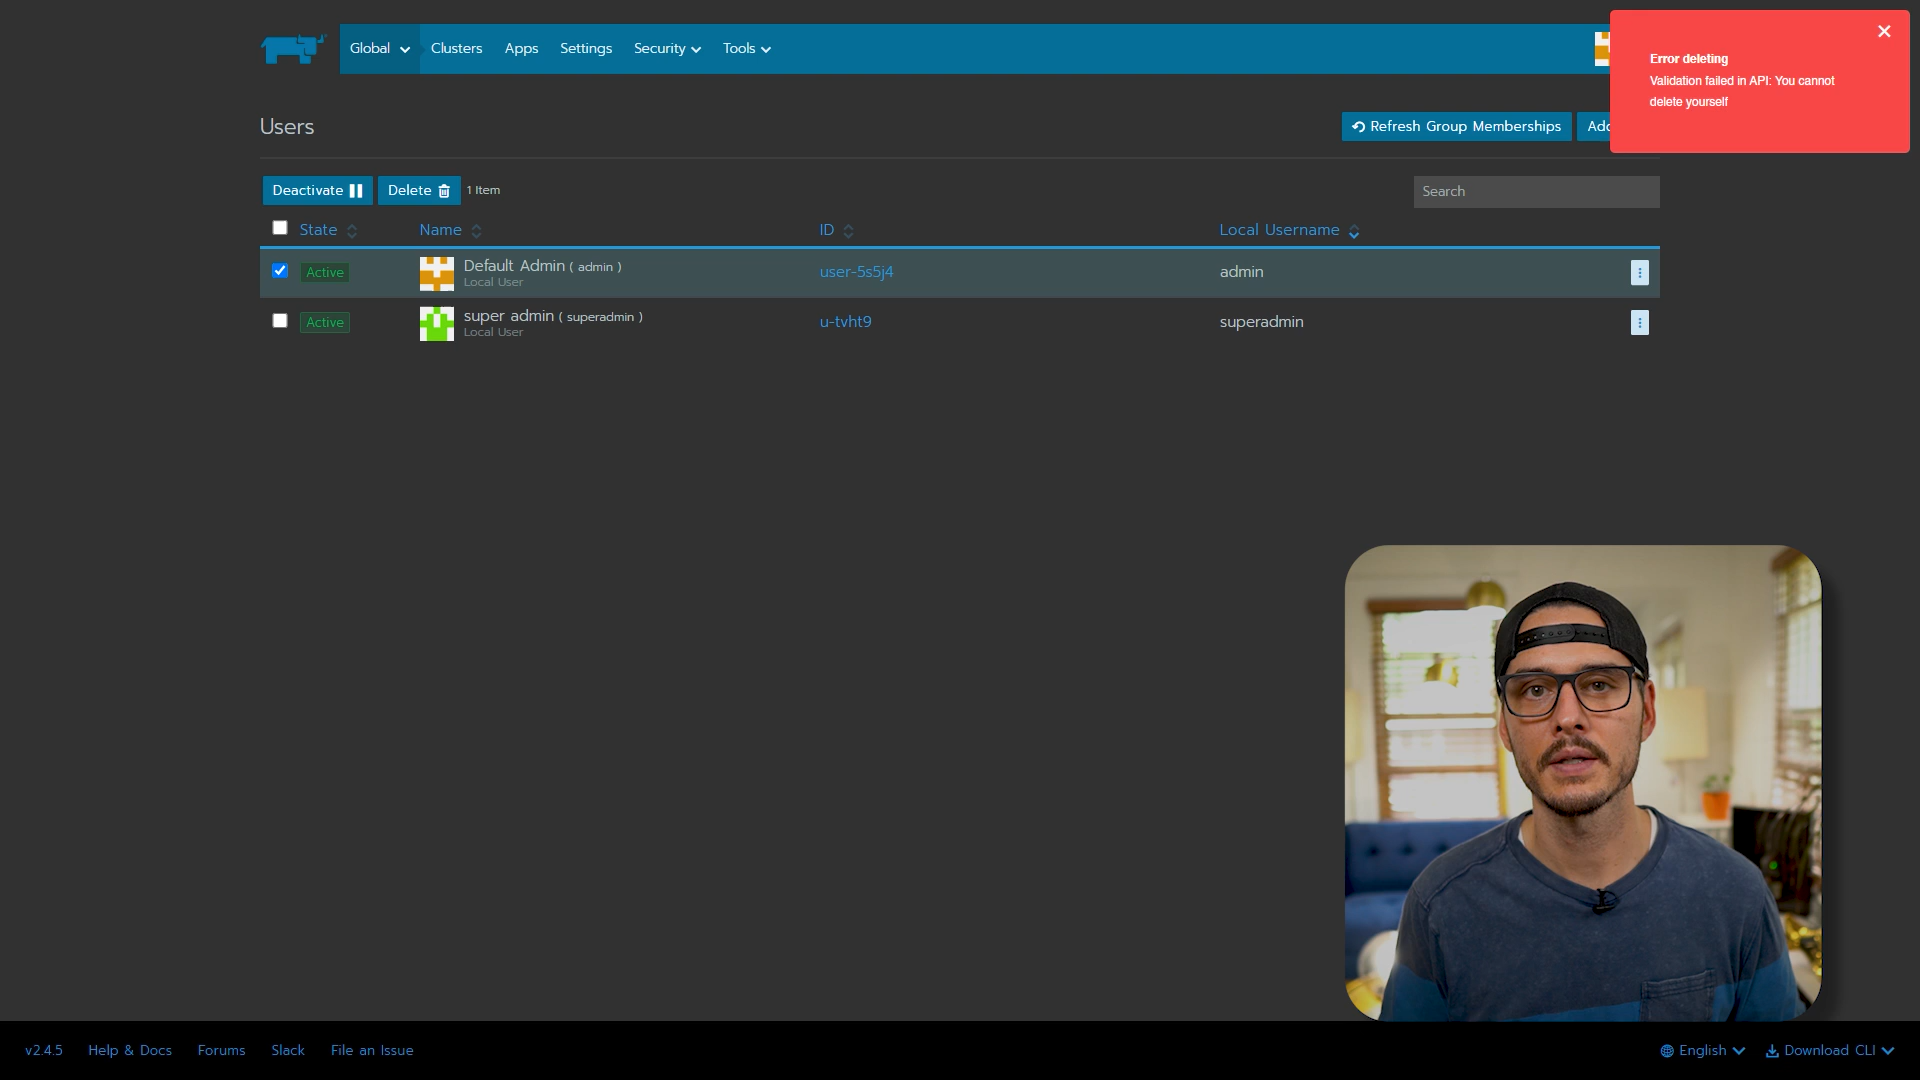 Global
Clusters
Apps
Settings
Security
Tools
Error deleting
Validation failed in API: You cannot
delete yourself
Users
Refresh Group Memberships
Deactivate
Delete
1 Item
Search
State
Name
ID
Local Username
Active
Default Admin ( admin )
Local User
user-5s5j4
admin
Active
super admin ( superadmin )
Local User
u-tvht9
superadmin
v2.4.5
Help & Docs
Forums
Slack
File an Issue
English
Download CLI